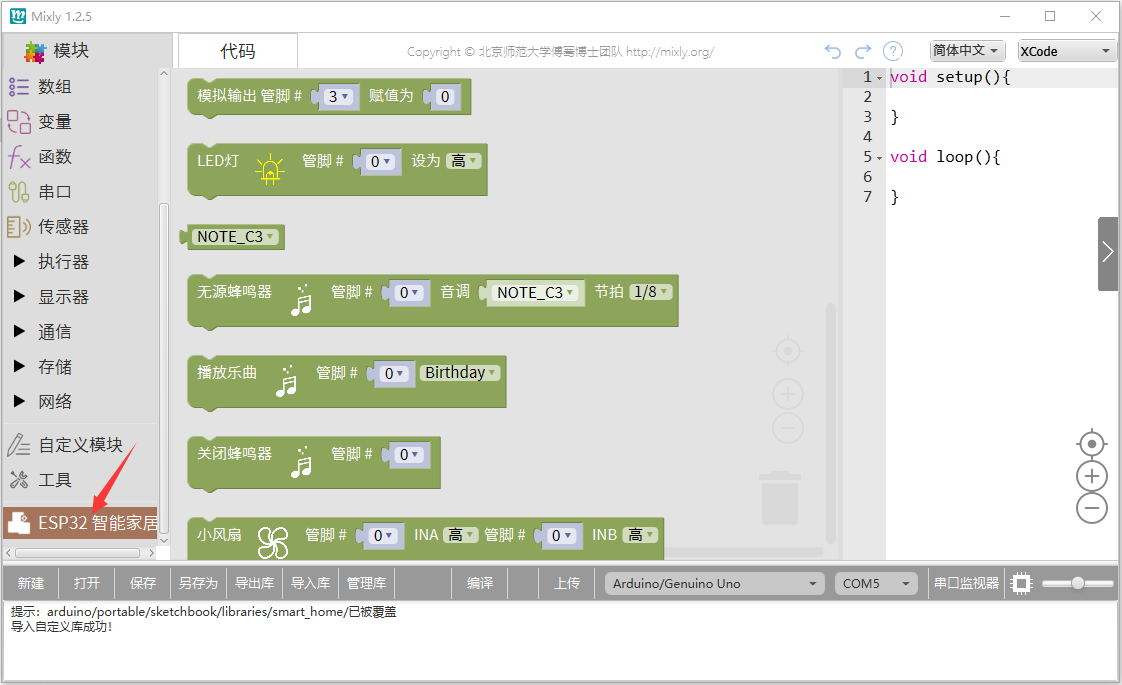 Mixly 1.2.5
模块
代码
Copyright © 北京师范大学傅骞博士团队 http://mixly.org/
?
简体中文
XCode
数组
变量
函数
串口
传感器
执行器
显示器
通信
存储
网络
自定义模块
工具
ESP32 智能家居
模拟输出 管脚 # 3 赋值为 0
LED灯 管脚 # 0 设为 高
NOTE_C3
无源蜂鸣器 管脚 # 0 音调 NOTE_C3 节拍 1/8
播放乐曲 管脚 # 0 Birthday
关闭蜂鸣器 管脚 # 0
小风扇 管脚 # 0 INA 高 管脚 # 0 INB 高
1 void setup(){
2
3 }
4
5 void loop(){
6
7 }
新建 打开 保存 另存为 导出库 导入库 管理库 编译 上传 Arduino/Genuino Uno COM5 串口监视器
提示: arduino/portable/sketchbook/libraries/smart_home/已被覆盖
导入自定义库成功!